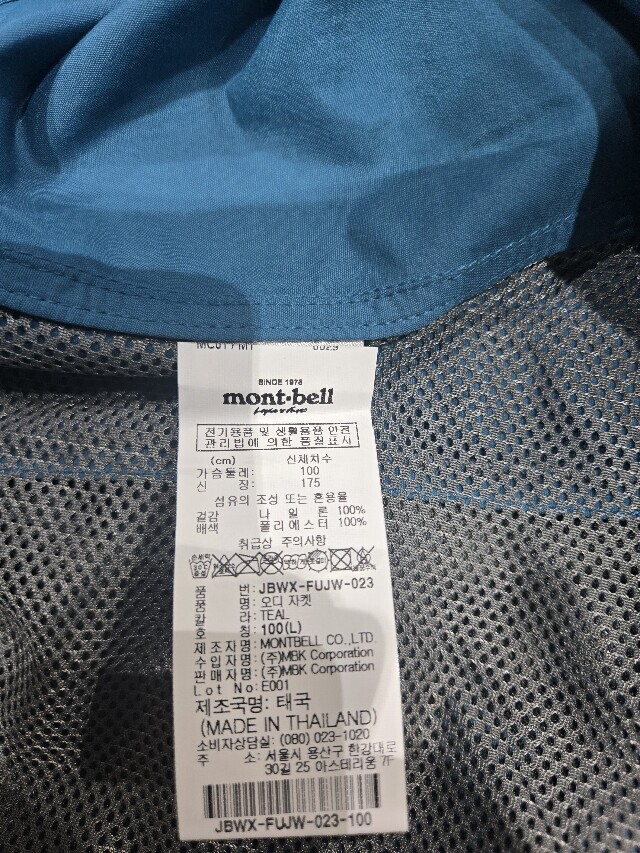 SINCE 1975
mont-bell
전기용품 및 생활용품 안전
관리법에 의한 품질표시
(cm) 신체치수
가슴둘레: 100
신 장: 175
섬유의 조성 또는 혼용율
겉감 나 일 론 100%
배색 폴리에스터 100%
취급상 주의사항
품 번: JBWX-FUJW-023
품 명: 오디 자켓
칼 라: TEAL
호 칭: 100(L)
제조자명: MONTBELL CO.,LTD
수입자명: (주)MBK Corporation
판매자명: (주)MBK Corporation
Lot No: E001
제조국명: 태국
(MADE IN THAILAND)
소비자상담실: (080) 023-1020
주 소: 서울시 용산구 한강대로
30길 25 아스테리움 7F
JBWX-FUJW-023-100